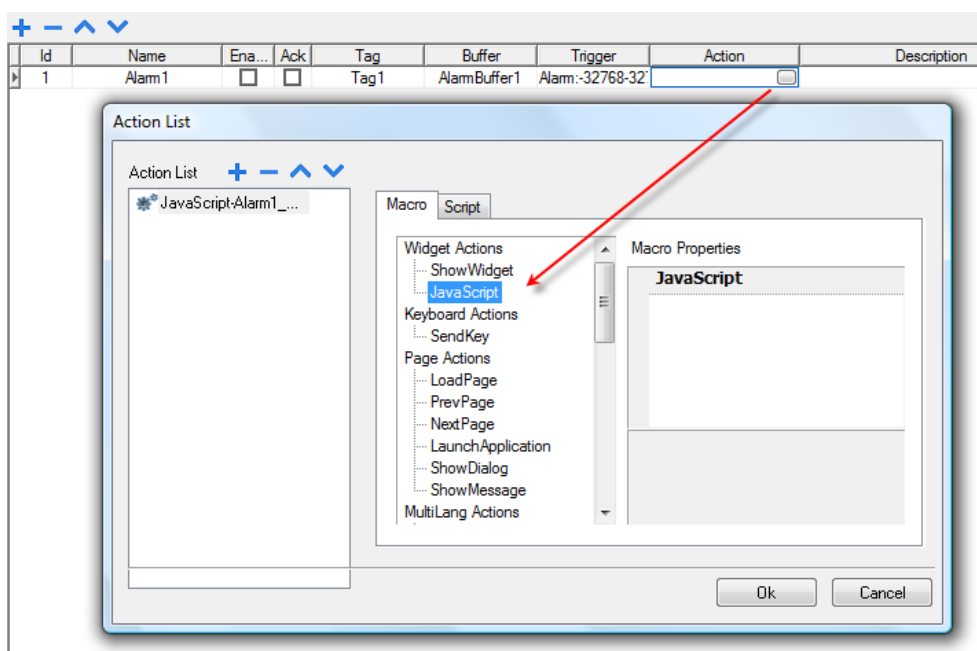 Id Name Ena... Ack Tag Buffer Trigger Action Description
1 Alarm1 Tag1 AlarmBuffer1 Alarm:-32768-32
Action List
Action List
JavaScript-Alarm1_...
Macro Script
Widget Actions
ShowWidget
JavaScript
Keyboard Actions
SendKey
Page Actions
LoadPage
PrevPage
NextPage
LaunchApplication
ShowDialog
ShowMessage
MultiLang Actions
Macro Properties
JavaScript
Ok Cancel